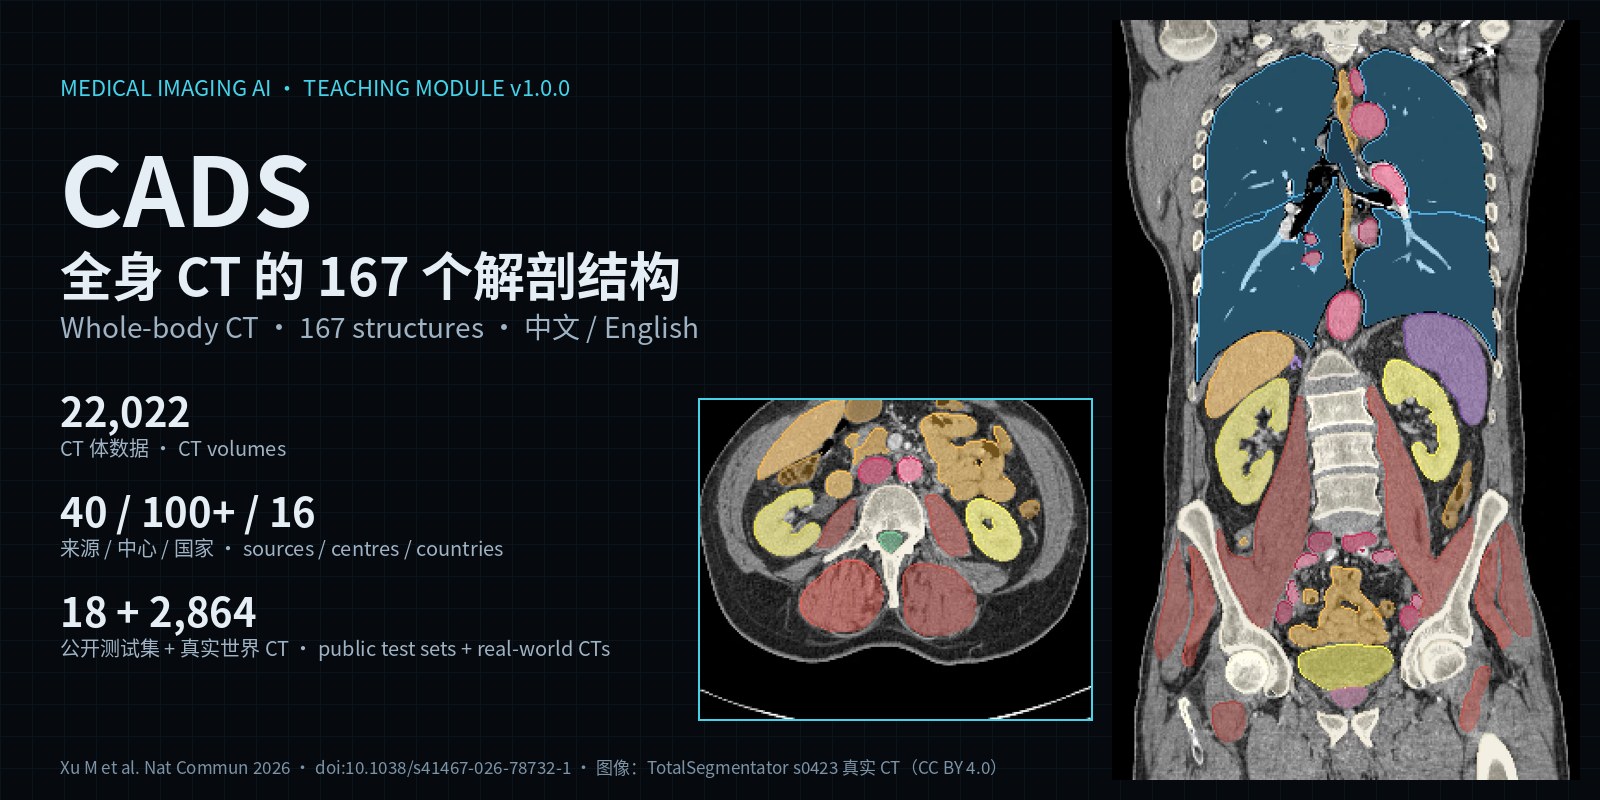 MEDICAL IMAGING AI · TEACHING MODULE v1.0.0
CADS
全身 CT 的 167 个解剖结构
Whole-body CT · 167 structures · 中文 / English
22,022
CT 体数据 · CT volumes
40 / 100+ / 16
来源 / 中心 / 国家 · sources / centres / countries
18 + 2,864
公开测试集 + 真实世界 CT · public test sets + real-world CTs
Xu M et al. Nat Commun 2026 · doi:10.1038/s41467-026-78732-1 · 图像：TotalSegmentator s0423 真实 CT（CC BY 4.0）